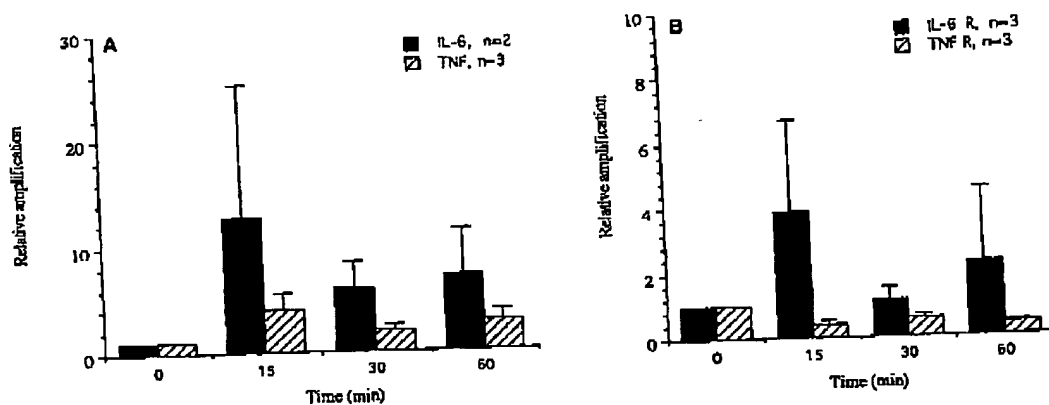 A
IL-6, n=2
TNF, n=3
30
20
10
0
Relative amplification
0 15 30 60
Time (min)
B
IL-6 R, n=3
TNF R, n=3
10
8
6
4
2
0
Relative amplification
0 15 30 60
Time (min)